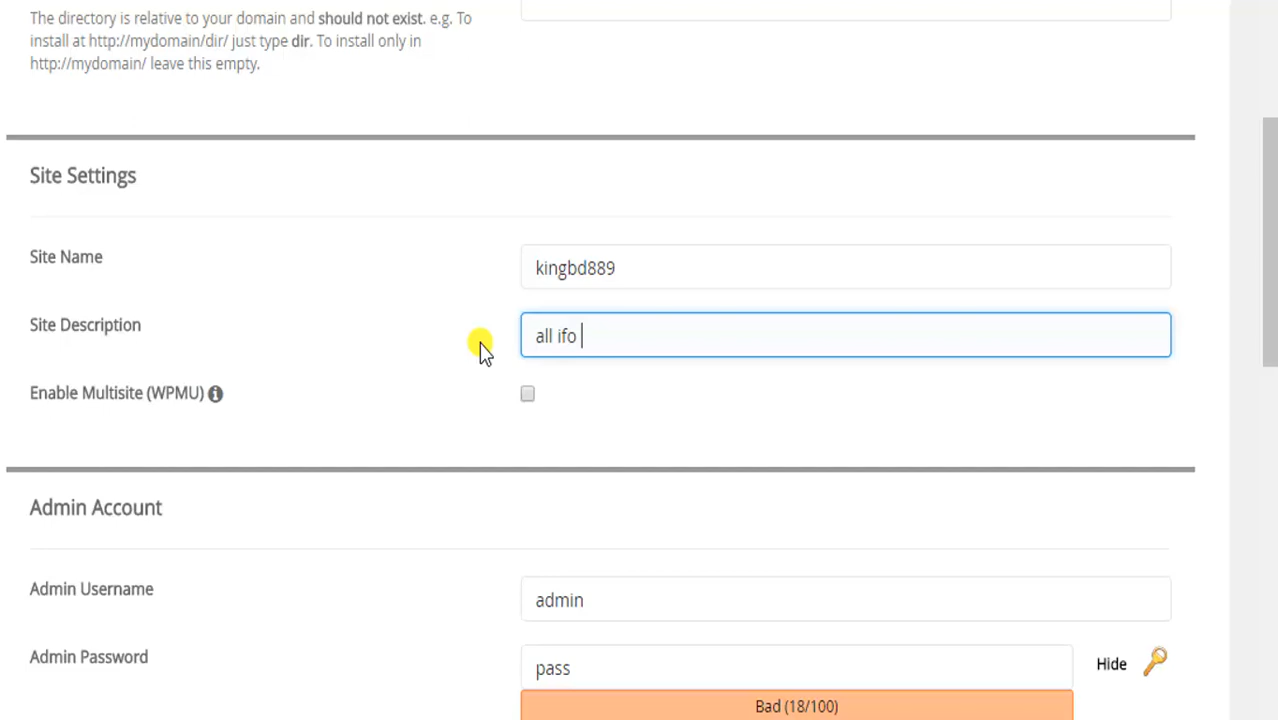 The directory is relative to your domain and should not exist. e.g. To
install at http://mydomain/dir/ just type dir. To install only in
http://mydomain/ leave this empty.
Site Settings
Site Name
kingbd889
Site Description
all ifo
Enable Multisite (WPMU)
Admin Account
Admin Username
admin
Admin Password
pass
Hide
Bad (18/100)